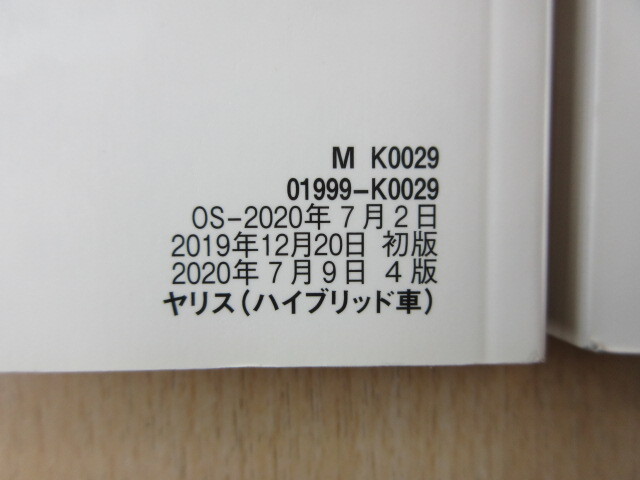 M K0029
01999-K0029
OS-2020年7月2日
2019年12月20日 初版
2020年7月9日 4版
ヤリス(ハイブリッド車)